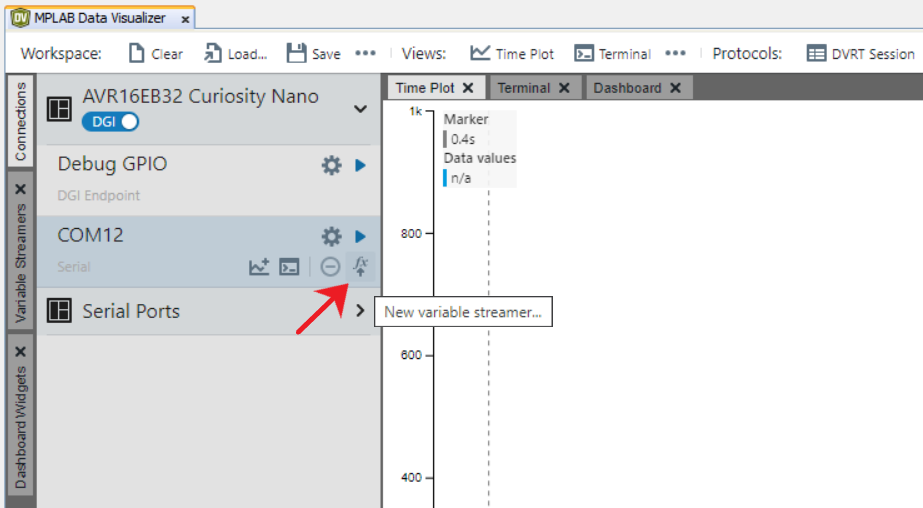 DV MPLAB Data Visualizer x
Workspace: Clear Load... Save ••• Views: Time Plot Terminal ••• Protocols: DVRT Session
Connections
Variable Streamers
Dashboard Widgets
AVR16EB32 Curiosity Nano
DGI
Debug GPIO
DGI Endpoint
COM12
Serial
fx
Serial Ports
New variable streamer...
Time Plot Terminal Dashboard
1k
Marker
0.4s
Data values
n/a
800
600
400